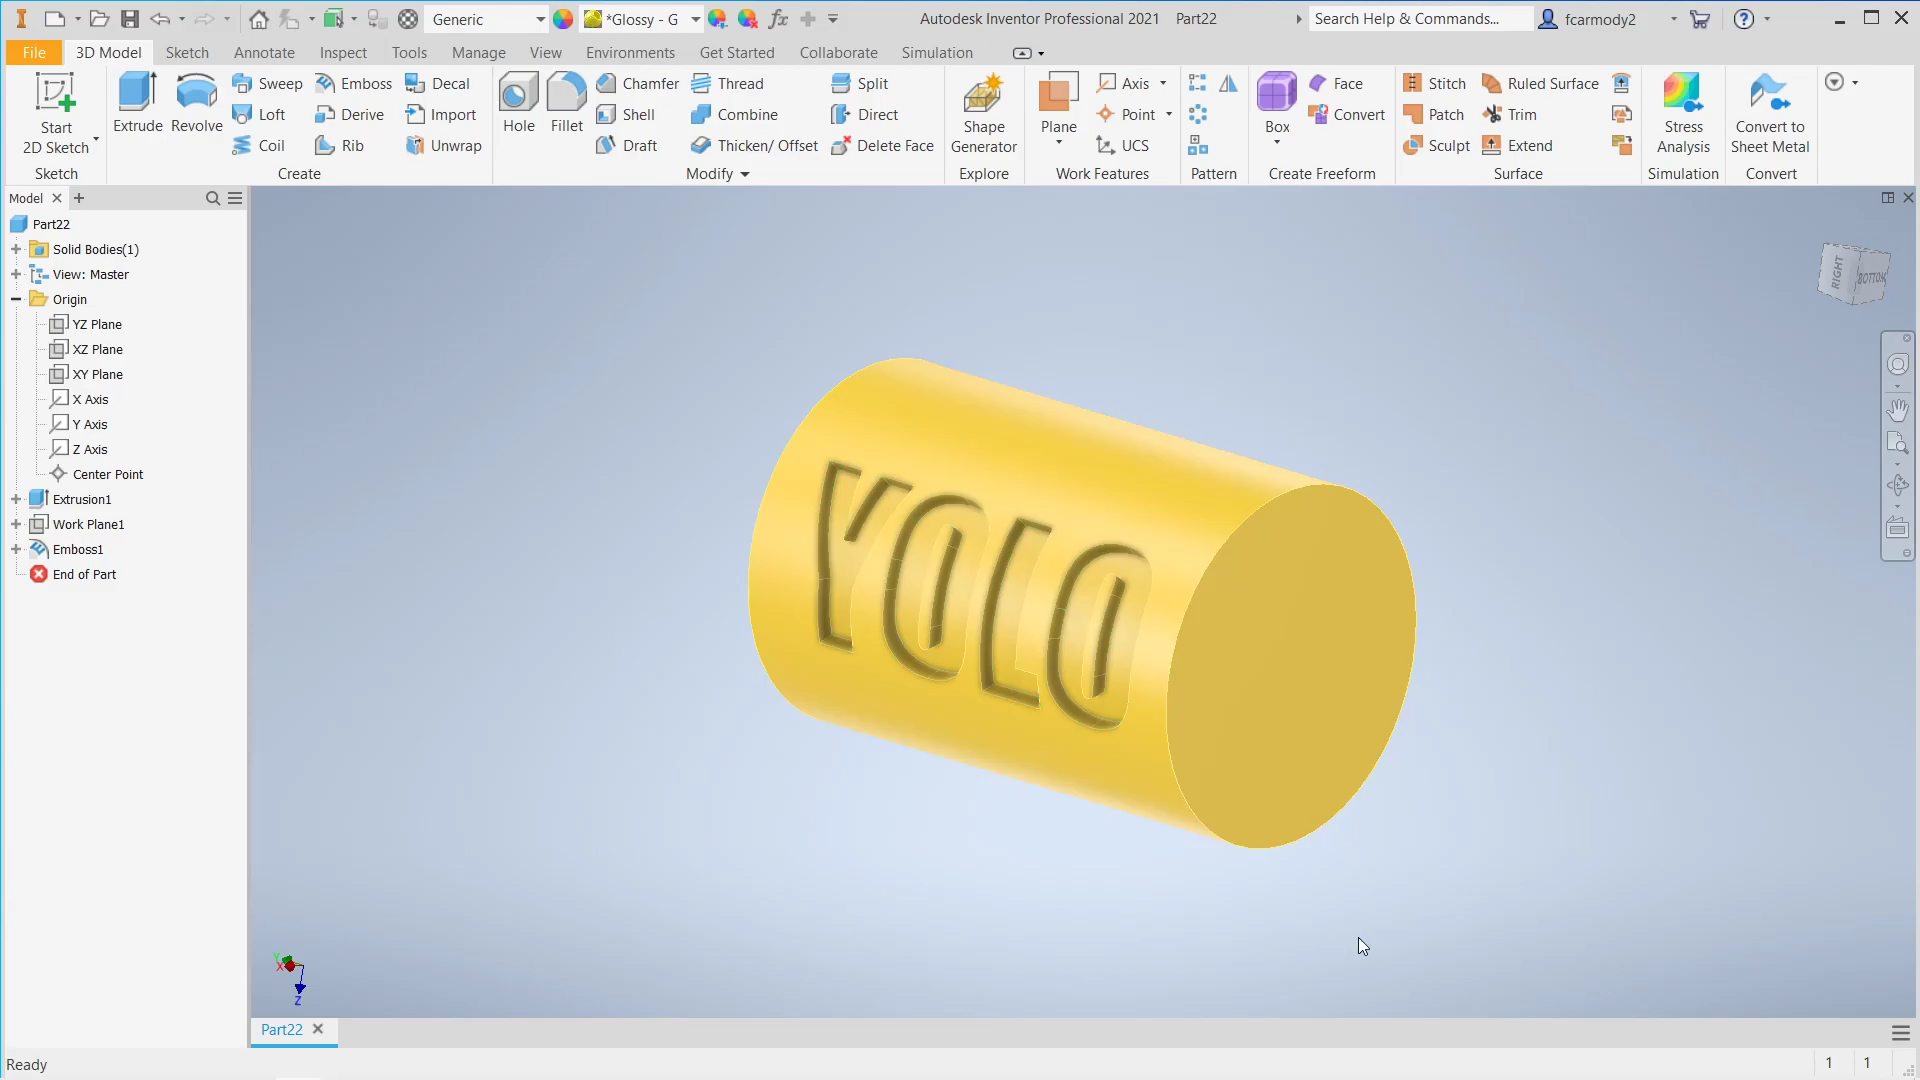 Generic
*Glossy - G
fx
Autodesk Inventor Professional 2021 Part22
Search Help & Commands...
fcarmody2
File
3D Model
Sketch
Annotate
Inspect
Tools
Manage
View
Environments
Get Started
Collaborate
Simulation
Start
2D Sketch
Sketch
Extrude
Revolve
Sweep
Emboss
Decal
Loft
Derive
Import
Coil
Rib
Unwrap
Create
Hole
Fillet
Chamfer
Thread
Split
Shell
Combine
Direct
Draft
Thicken/ Offset
Delete Face
Modify
Shape
Generator
Explore
Plane
Axis
Point
UCS
Work Features
Pattern
Box
Face
Convert
Create Freeform
Stitch
Ruled Surface
Patch
Trim
Sculpt
Extend
Surface
Stress
Analysis
Simulation
Convert to
Sheet Metal
Convert
Model
Part22
Solid Bodies(1)
View: Master
Origin
YZ Plane
XZ Plane
XY Plane
X Axis
Y Axis
Z Axis
Center Point
Extrusion1
Work Plane1
Emboss1
End of Part
RIGHT
BOTTOM
YOLO
Y
X
Z
Part22
Ready
1
1